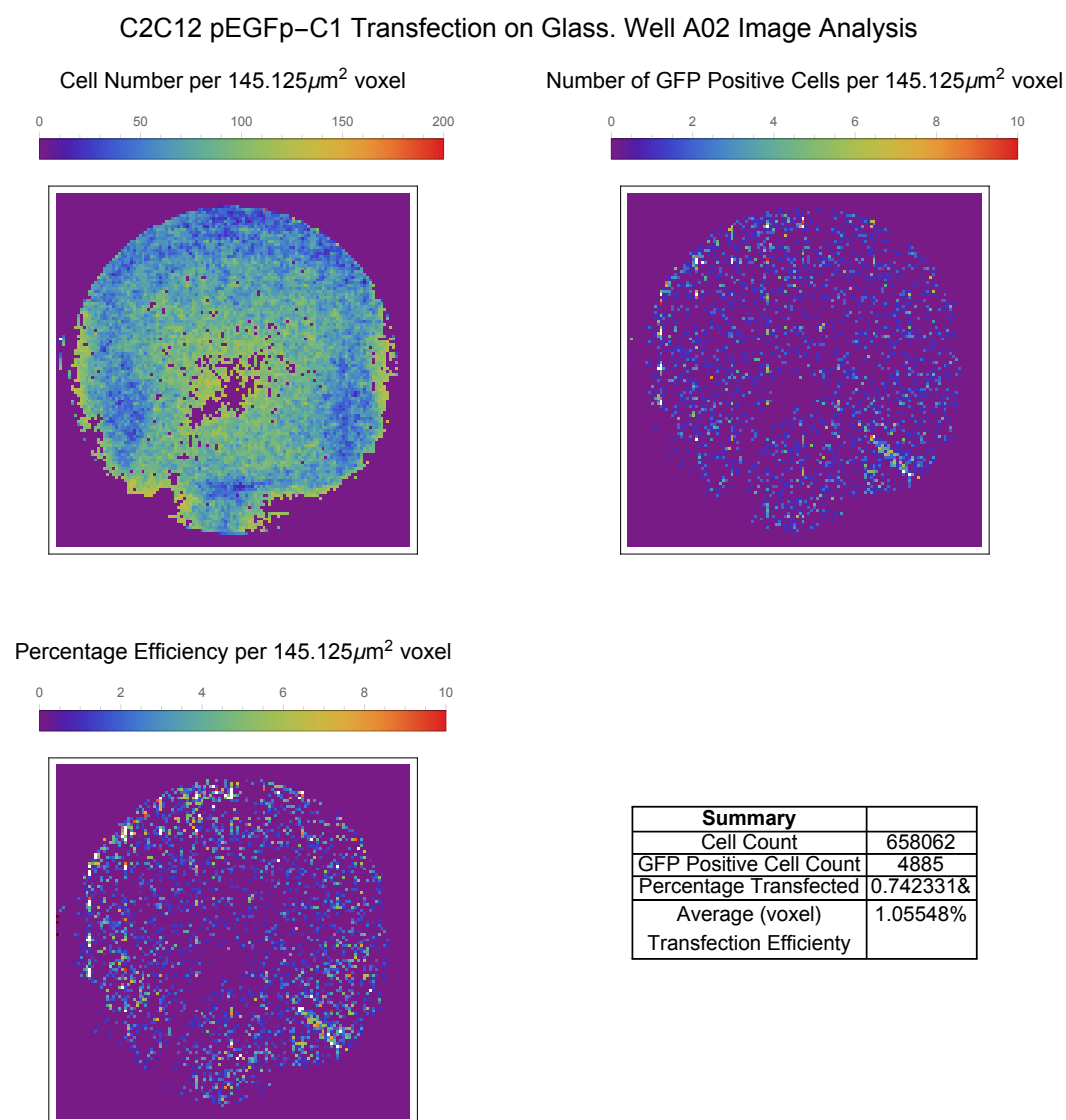 C2C12 pEGFp−C1 Transfection on Glass. Well A02 Image Analysis
Cell Number per 145.125μm² voxel
0 50 100 150 200
Number of GFP Positive Cells per 145.125μm² voxel
0 2 4 6 8 10
Percentage Efficiency per 145.125μm² voxel
0 2 4 6 8 10
Summary
Cell Count 658062
GFP Positive Cell Count 4885
Percentage Transfected 0.742331&
Average (voxel) 1.05548%
Transfection Efficienty